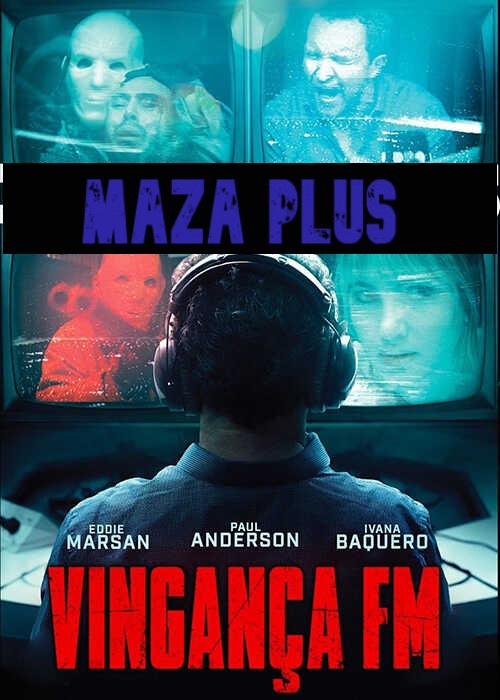 MAZA PLUS
EDDIE MARSAN
PAUL ANDERSON
IVANA BAQUERO
VINGANÇA FM